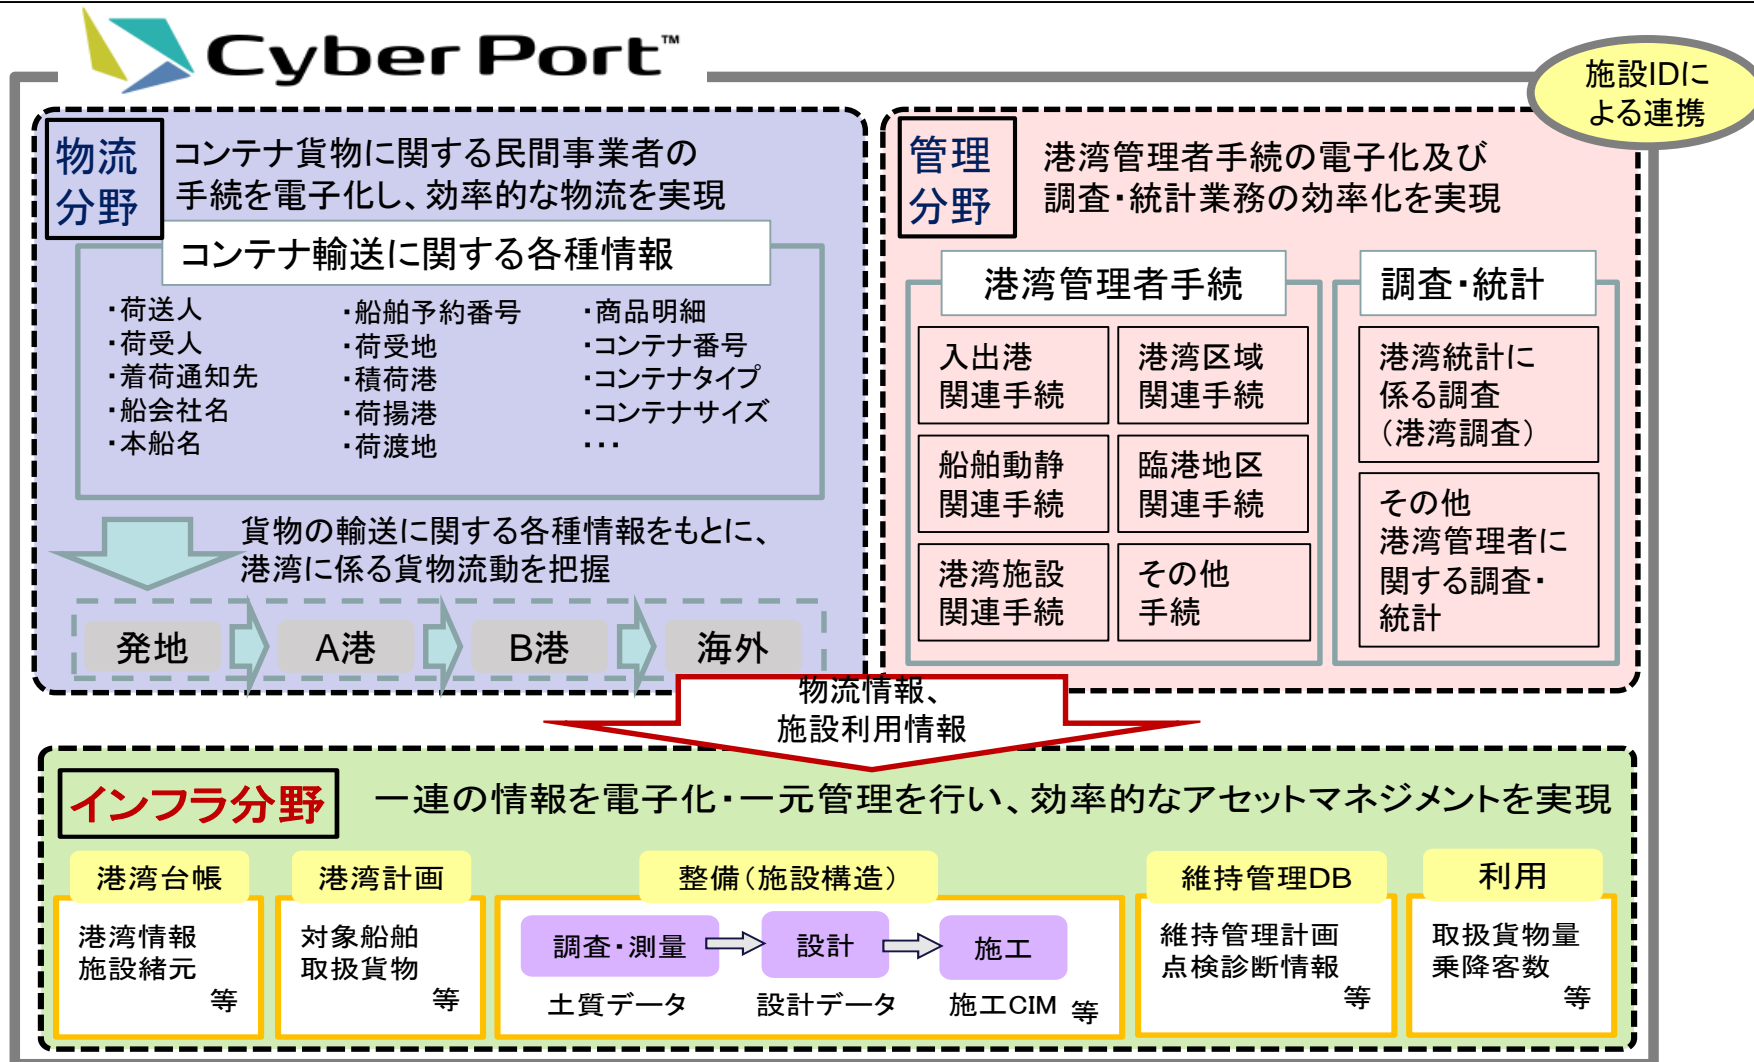 Cyber Port™
施設IDに
よる連携
物流
分野
コンテナ貨物に関する民間事業者の
手続を電子化し、効率的な物流を実現
コンテナ輸送に関する各種情報
・荷送人
・荷受人
・着荷通知先
・船会社名
・本船名
・船舶予約番号
・荷受地
・積荷港
・荷揚港
・荷渡地
・商品明細
・コンテナ番号
・コンテナタイプ
・コンテナサイズ
・・・
貨物の輸送に関する各種情報をもとに、
港湾に係る貨物流動を把握
発地
A港
B港
海外
管理
分野
港湾管理者手続の電子化及び
調査・統計業務の効率化を実現
港湾管理者手続
入出港
関連手続
港湾区域
関連手続
船舶動静
関連手続
臨港地区
関連手続
港湾施設
関連手続
その他
手続
調査・統計
港湾統計に
係る調査
（港湾調査）
その他
港湾管理者に
関する調査・
統計
物流情報、
施設利用情報
インフラ分野
一連の情報を電子化・一元管理を行い、効率的なアセットマネジメントを実現
港湾台帳
港湾情報
施設緒元
等
港湾計画
対象船舶
取扱貨物
等
整備（施設構造）
調査・測量
設計
施工
土質データ
設計データ
施工CIM
等
維持管理DB
維持管理計画
点検診断情報
等
利用
取扱貨物量
乗降客数
等